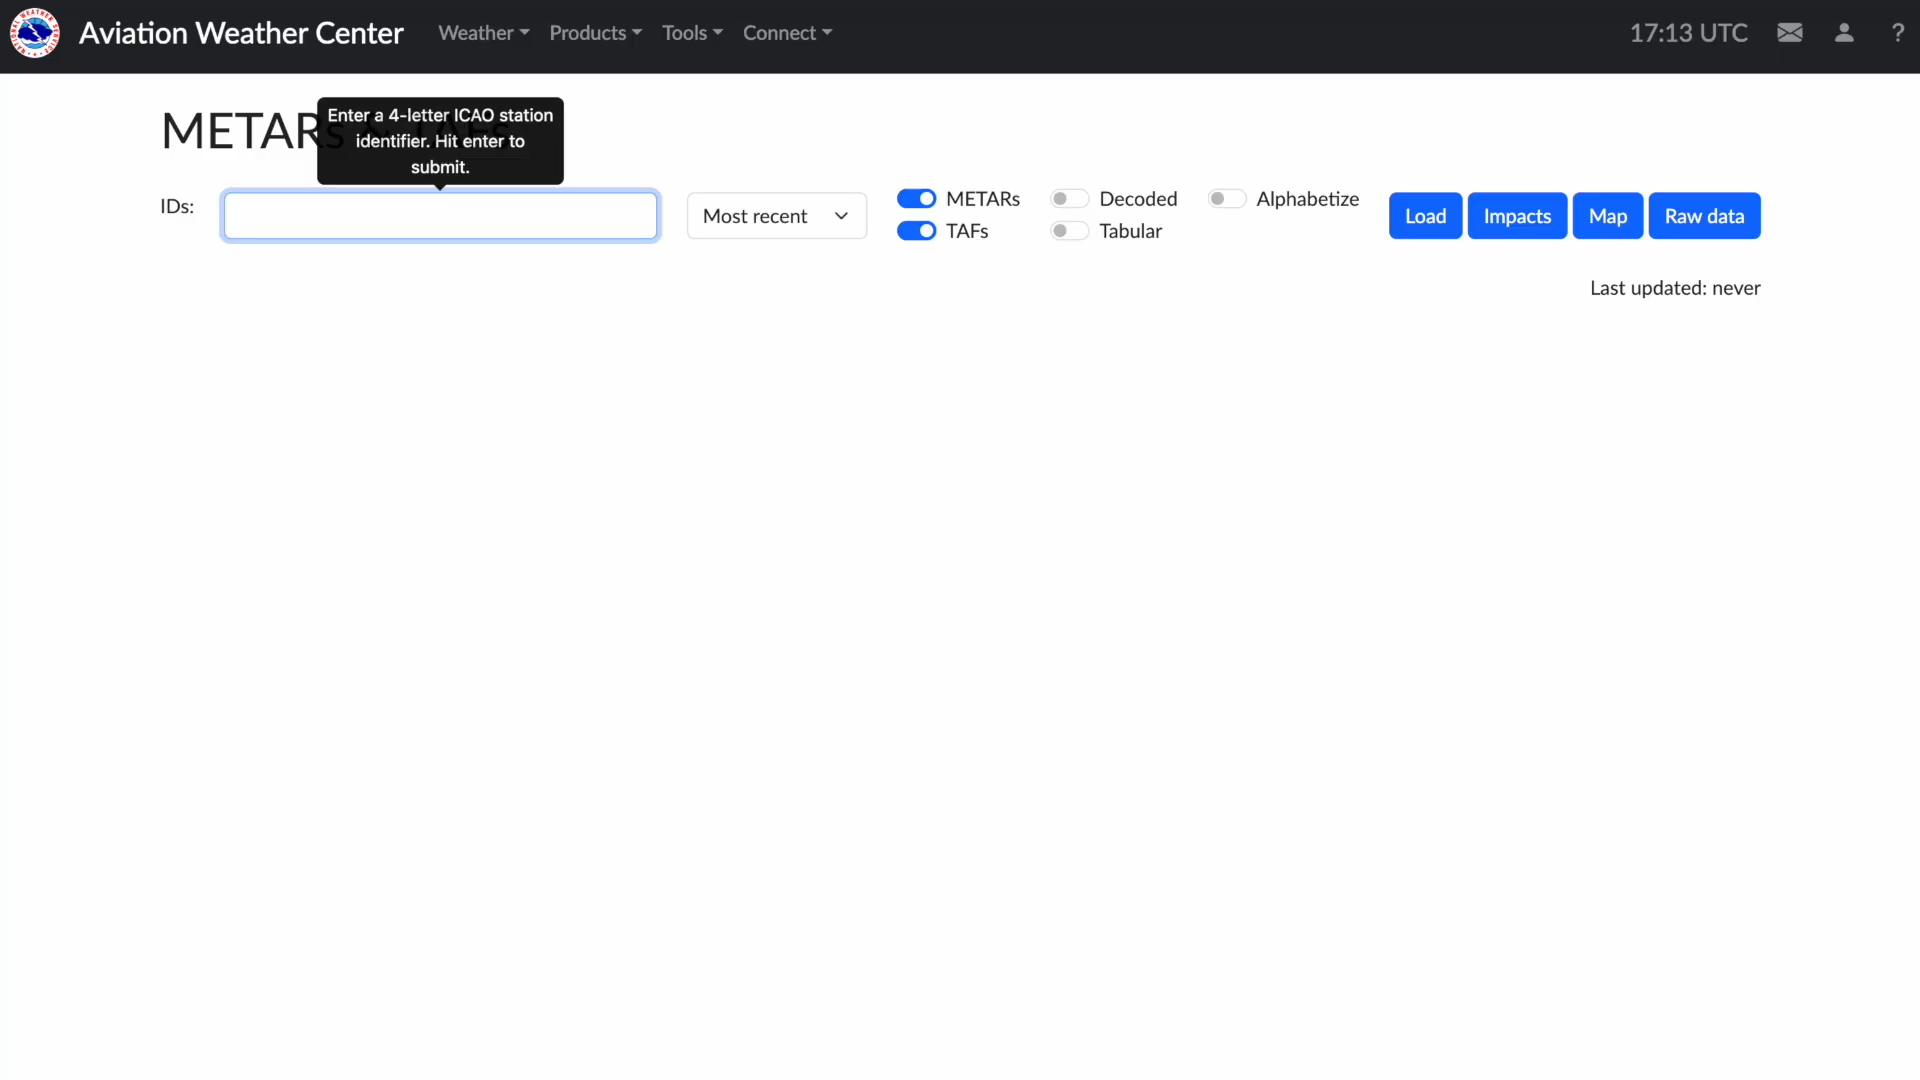 Aviation Weather Center
Weather
Products
Tools
Connect
17:13 UTC
?
METARs
Enter a 4-letter ICAO station
identifier. Hit enter to
submit.
IDs:
Most recent
METARs
Decoded
Alphabetize
TAFs
Tabular
Load
Impacts
Map
Raw data
Last updated: never